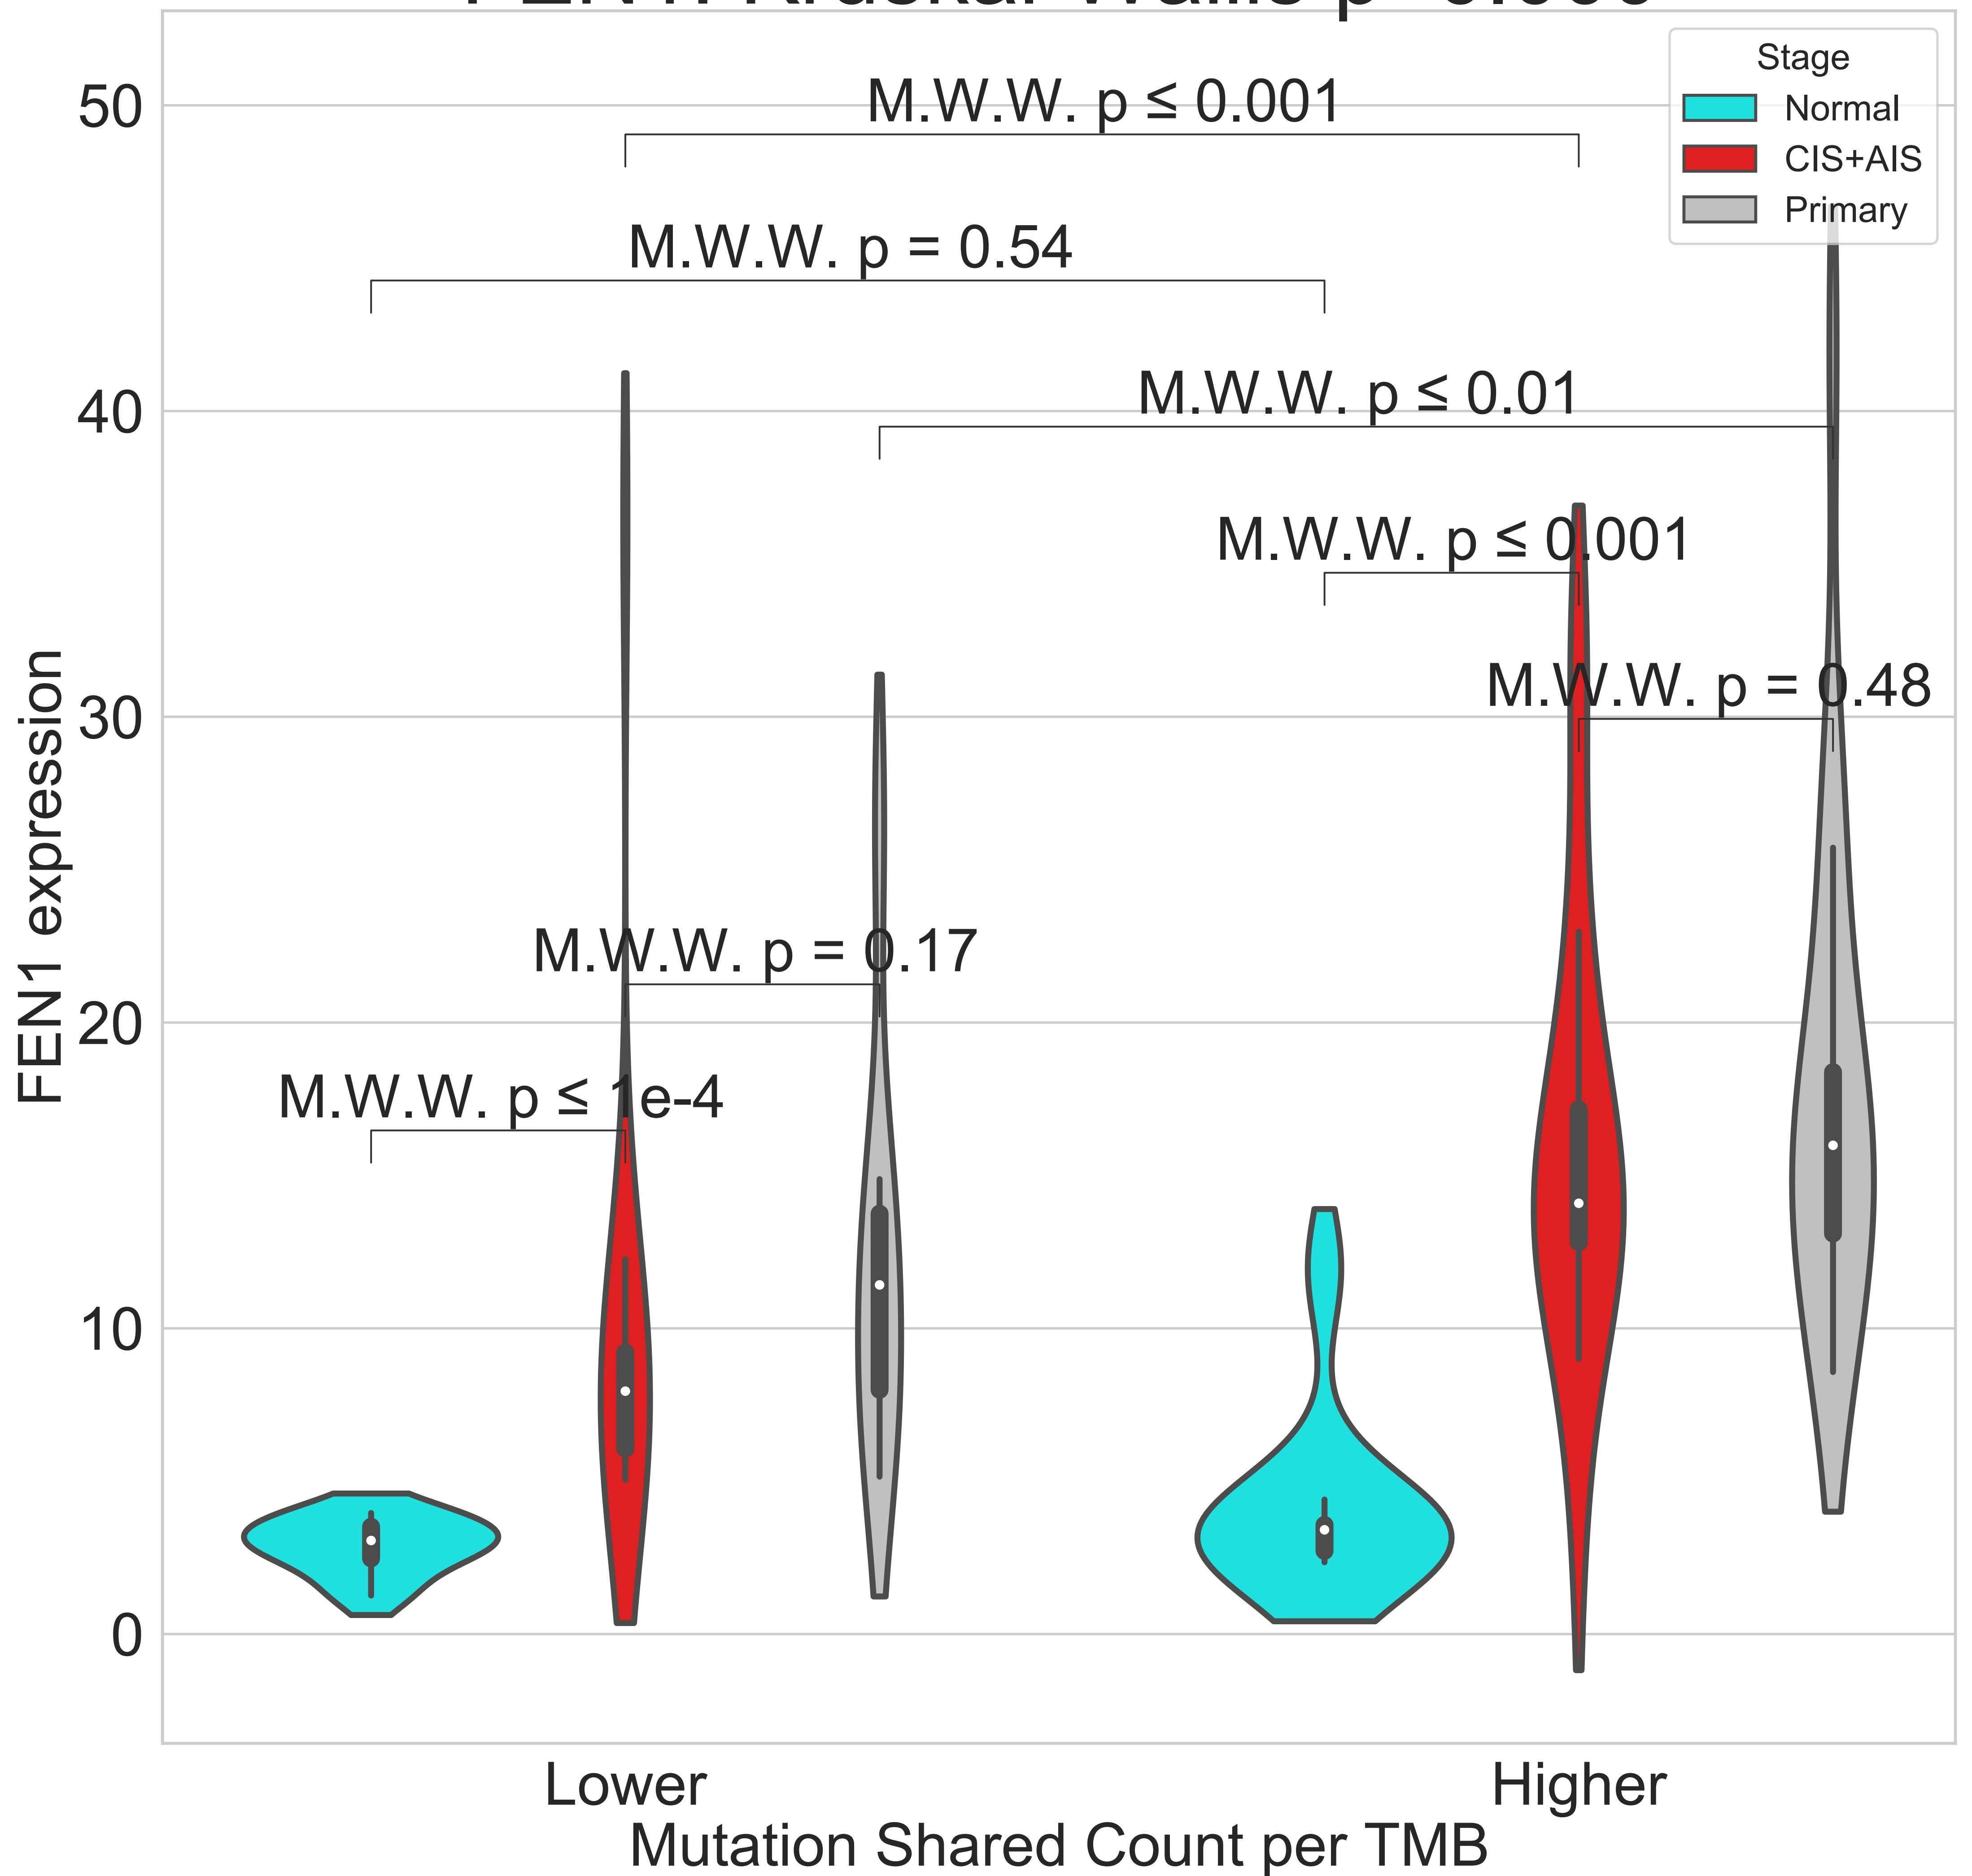 50
40
30
20
10
0
FEN1 expression
M.W.W. p ≤ 0.001
M.W.W. p = 0.54
M.W.W. p ≤ 0.01
M.W.W. p ≤ 0.001
M.W.W. p = 0.48
M.W.W. p = 0.17
M.W.W. p ≤ 1e-4
Stage
Normal
CIS+AIS
Primary
Lower
Higher
Mutation Shared Count per TMB